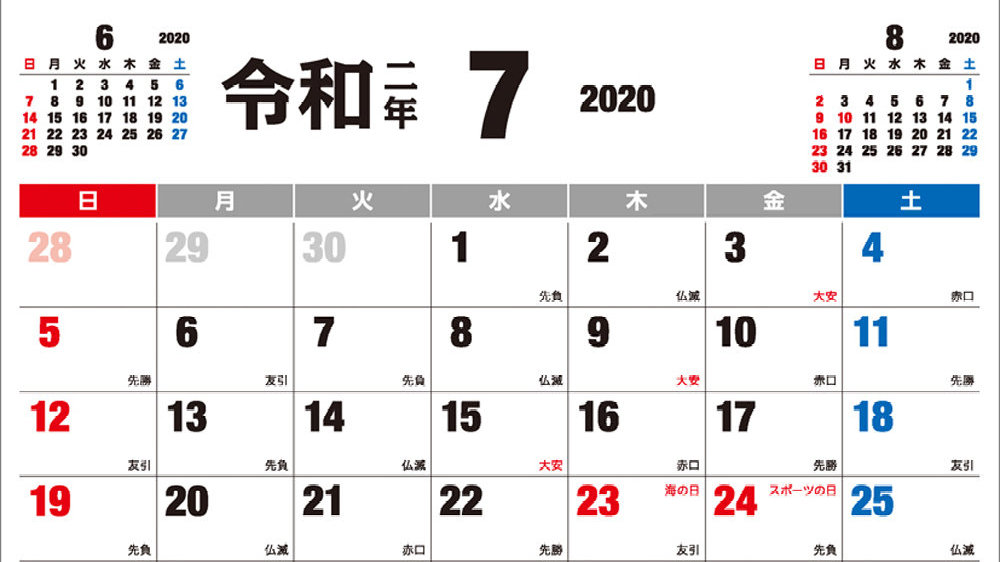 6 2020
日 月 火 水 木 金 土
1 2 3 4 5 6
7 8 9 10 11 12 13
14 15 16 17 18 19 20
21 22 23 24 25 26 27
28 29 30
令和二年 7 2020
8 2020
日 月 火 水 木 金 土
1
2 3 4 5 6 7 8
9 10 11 12 13 14 15
16 17 18 19 20 21 22
23 24 25 26 27 28 29
30 31
日 月 火 水 木 金 土
28 29 30 1 2 3 4
先負 仏滅 大安 赤口
5 6 7 8 9 10 11
先勝 友引 先負 仏滅 大安 赤口 先勝
12 13 14 15 16 17 18
友引 先負 仏滅 大安 赤口 先勝 友引
19 20 21 22 23 海の日 24 スポーツの日 25
先負 仏滅 赤口 先勝 友引 先負 仏滅